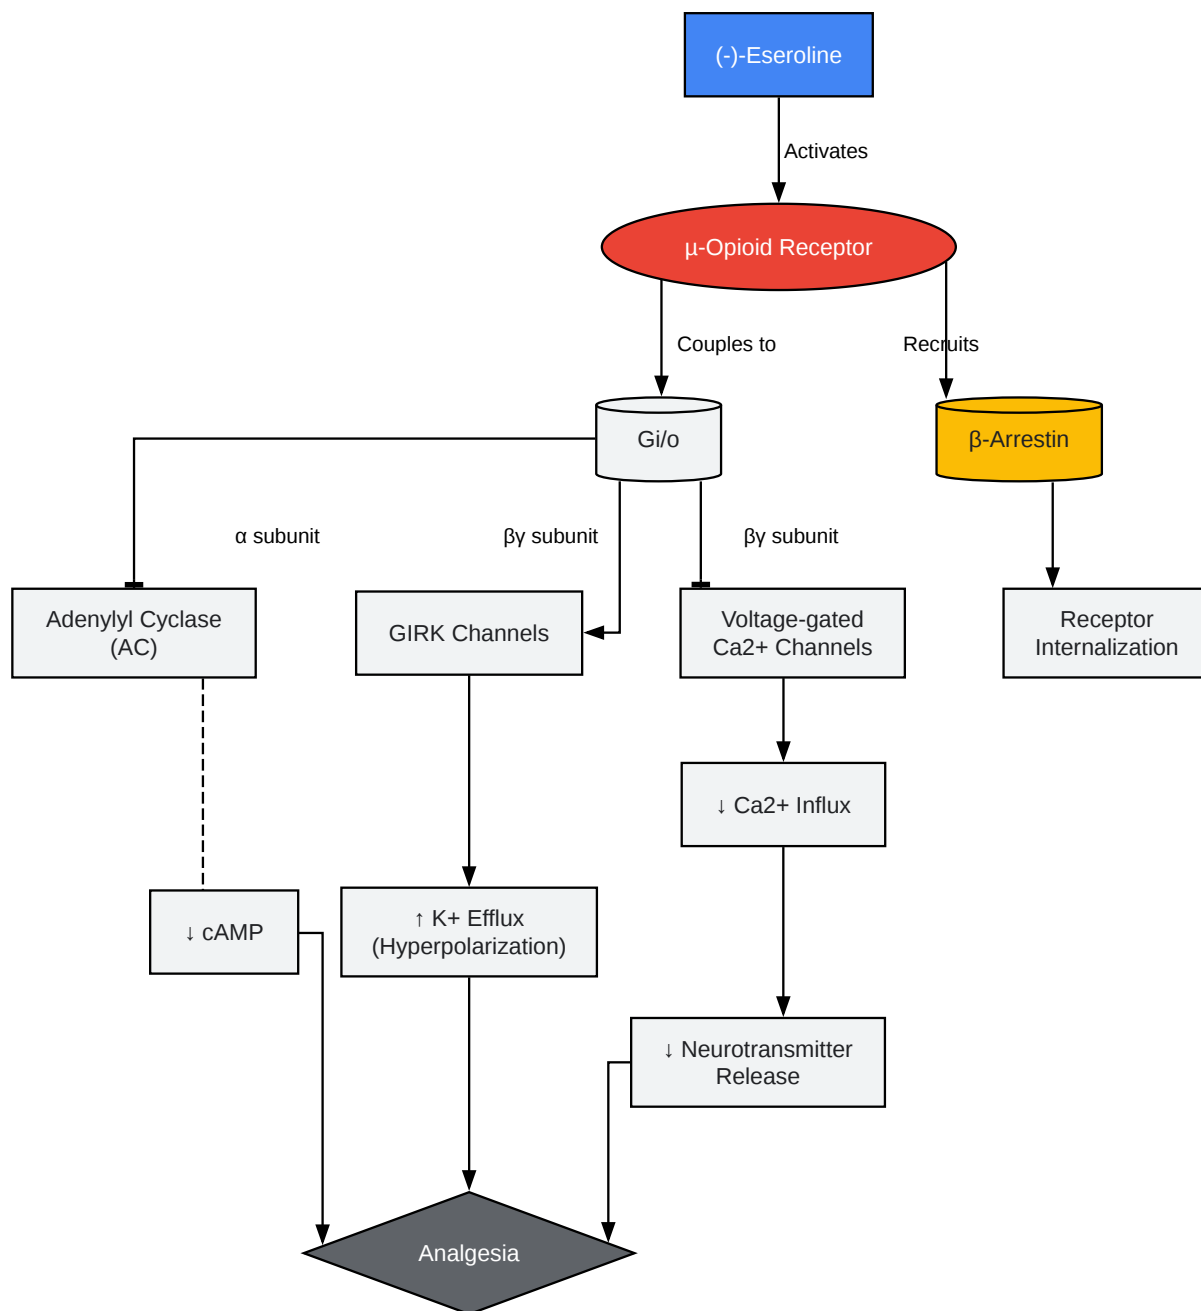 (-)-Eseroline
Activates
μ-Opioid Receptor
Couples to
Recruits
Gi/o
β-Arrestin
α subunit
βγ subunit
βγ subunit
Adenylyl Cyclase
(AC)
GIRK Channels
Voltage-gated
Ca2+ Channels
Receptor
Internalization
↓ Ca2+ Influx
↓ cAMP
↑ K+ Efflux
(Hyperpolarization)
↓ Neurotransmitter
Release
Analgesia